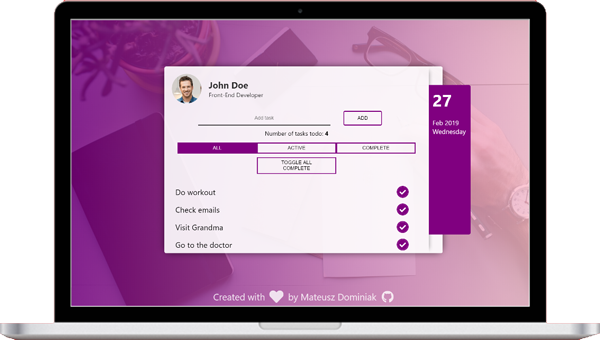 John Doe
Front-End Developer
Add task
ADD
Number of tasks todo: 4
ALL
ACTIVE
COMPLETE
TOGGLE ALL
COMPLETE
Do workout
Check emails
Visit Grandma
Go to the doctor
27
Feb 2019
Wednesday
Created with by Mateusz Dominiak